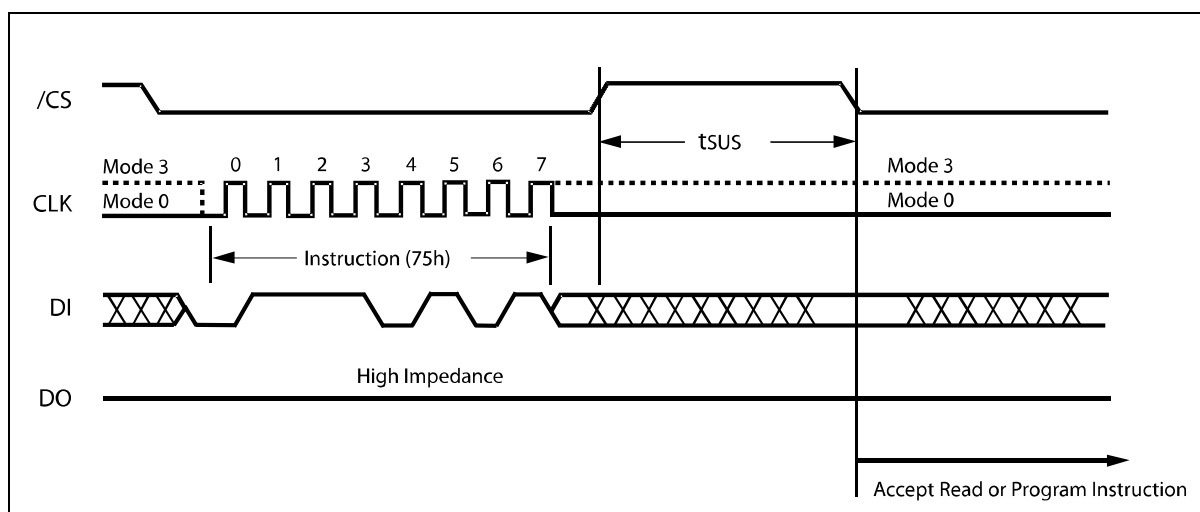 /CS
tSUS
Mode 3
0 1 2 3 4 5 6 7
Mode 3
CLK
Mode 0
Mode 0
Instruction (75h)
DI
High Impedance
DO
Accept Read or Program Instruction